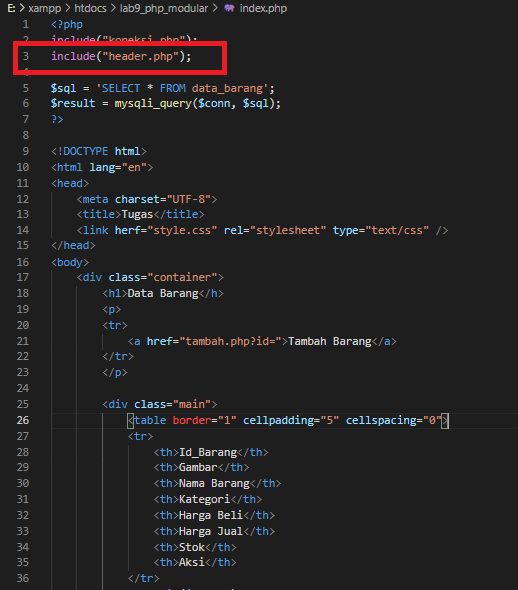 E: > xampp > htdocs > lab9_php_modular > index.php
1 <?php
2 include("koneksi.php");
3 include("header.php");
4
5 $sql = 'SELECT * FROM data_barang';
6 $result = mysqli_query($conn, $sql);
7 ?>
8
9 <!DOCTYPE html>
10 <html lang="en">
11 <head>
12 <meta charset="UTF-8">
13 <title>Tugas</title>
14 <link herf="style.css" rel="stylesheet" type="text/css" />
15 </head>
16 <body>
17 <div class="container">
18 <h1>Data Barang</h>
19 <p>
20 <tr>
21 <a href="tambah.php?id=">Tambah Barang</a>
22 </tr>
23 </p>
24
25 <div class="main">
26 <table border="1" cellpadding="5" cellspacing="0">
27 <tr>
28 <th>Id_Barang</th>
29 <th>Gambar</th>
30 <th>Nama Barang</th>
31 <th>Kategori</th>
32 <th>Harga Beli</th>
33 <th>Harga Jual</th>
34 <th>Stok</th>
35 <th>Aksi</th>
36 </tr>